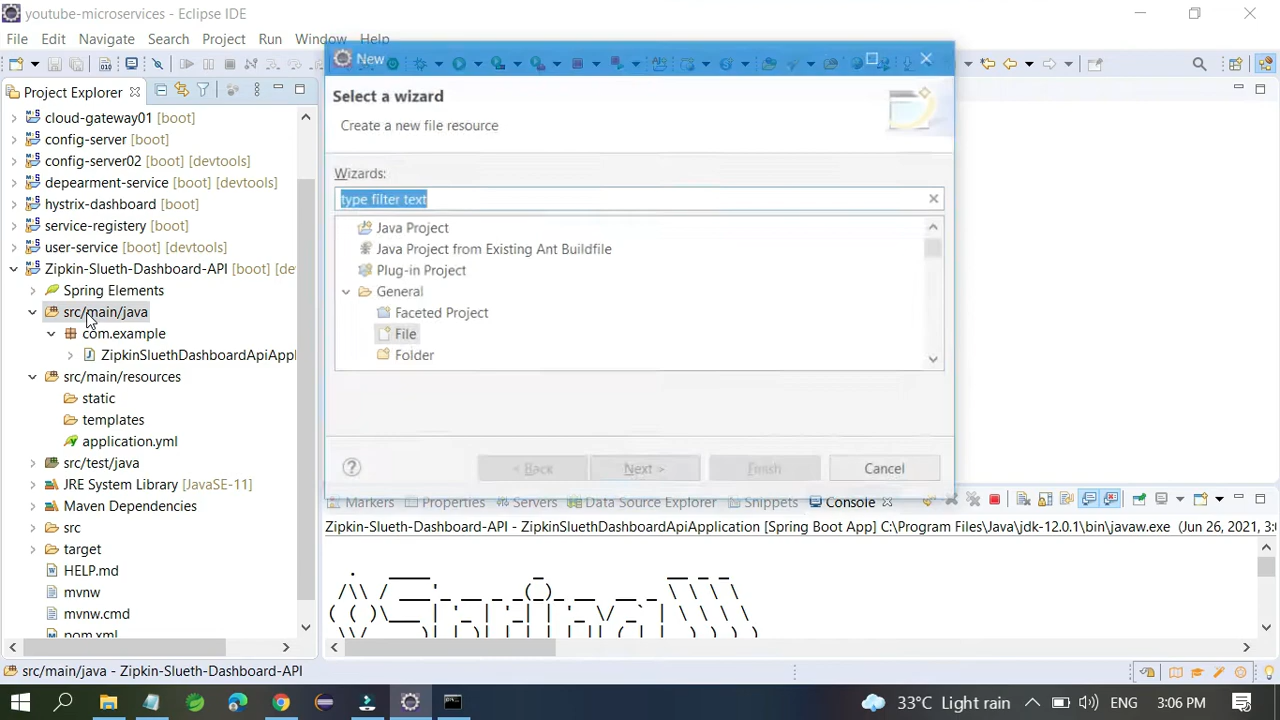 youtube-microservices - Eclipse IDE
File Edit Navigate Search Project Run Window Help
Project Explorer
cloud-gateway01 [boot]
config-server [boot]
config-server02 [boot] [devtools]
depearment-service [boot] [devtools]
hystrix-dashboard [boot]
service-registery [boot]
user-service [boot] [devtools]
Zipkin-Slueth-Dashboard-API [boot] [de
Spring Elements
src/main/java
com.example
ZipkinSluethDashboardApiAppl
src/main/resources
static
templates
application.yml
src/test/java
JRE System Library [JavaSE-11]
Maven Dependencies
src
target
HELP.md
mvnw
mvnw.cmd
pom.xml
New
Select a wizard
Create a new file resource
Wizards:
type filter text
Java Project
Java Project from Existing Ant Buildfile
Plug-in Project
General
Faceted Project
File
Folder
< Back
Next >
Finish
Cancel
Markers Properties Servers Data Source Explorer Snippets Console
Zipkin-Slueth-Dashboard-API - ZipkinSluethDashboardApiApplication [Spring Boot App] C:\Program Files\Java\jdk-12.0.1\bin\javaw.exe (Jun 26, 2021, 3:0
src/main/java - Zipkin-Slueth-Dashboard-API
33°C Light rain ENG 3:06 PM